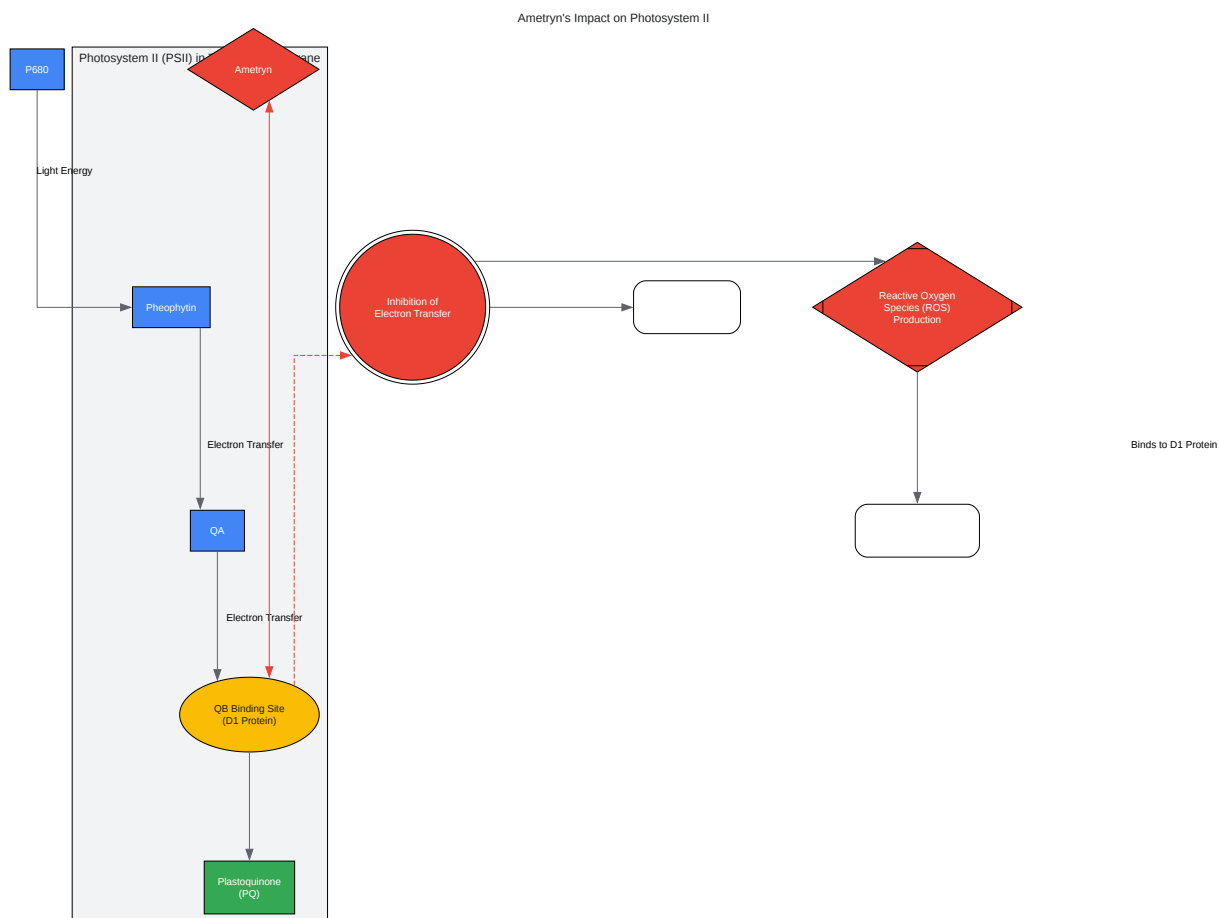 Ametryn's Impact on Photosystem II
Photosystem II (PSII) in
P680
Ametryn
Light Energy
Pheophytin
Inhibition of
Electron Transfer
Reactive Oxygen
Species (ROS)
Production
Electron Transfer
Binds to D1 Protein
QA
Electron Transfer
QB Binding Site
(D1 Protein)
Plastoquinone
(PQ)